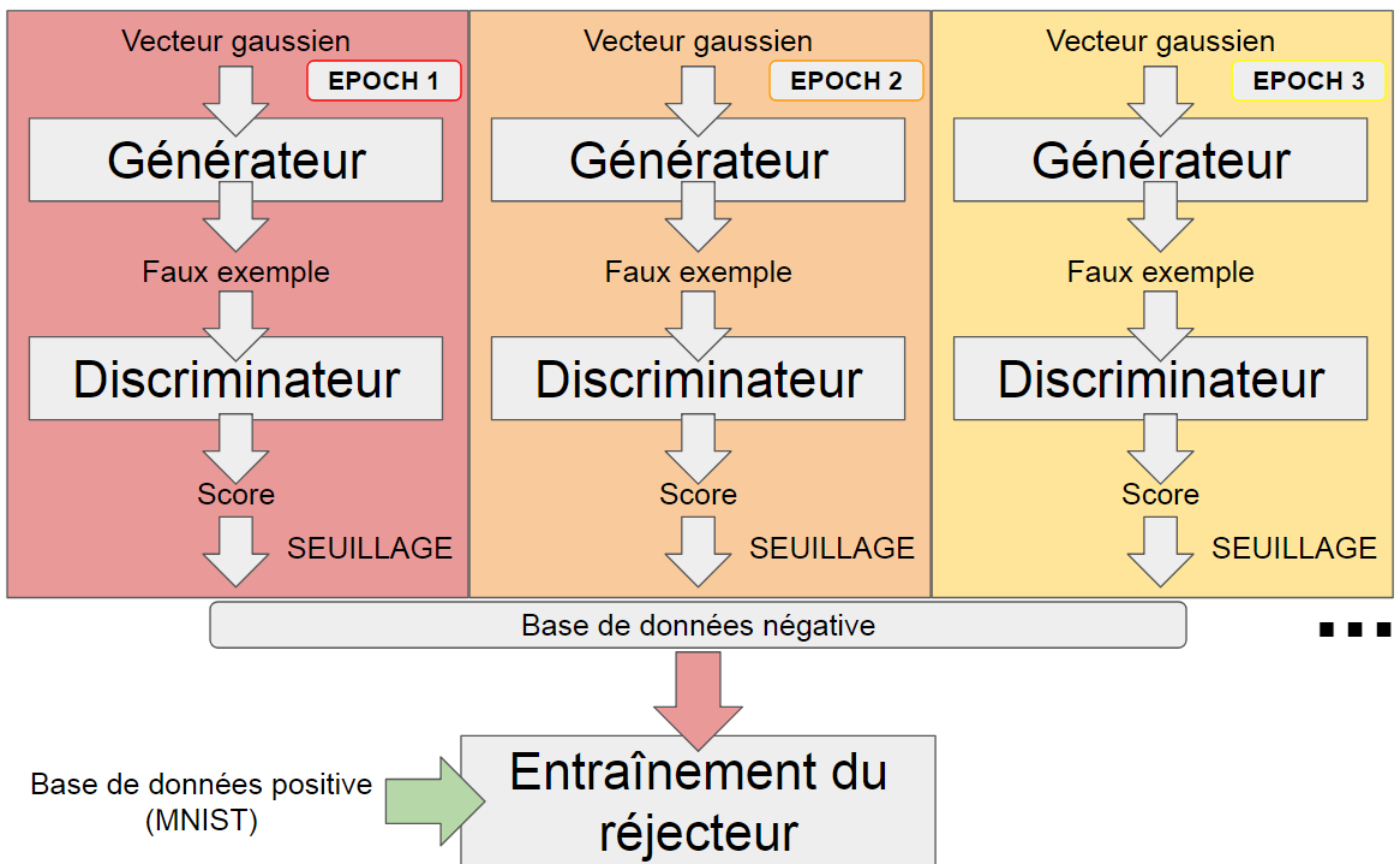 Vecteur gaussien
EPOCH 1
Générateur
Faux exemple
Discriminateur
Score
SEUILLAGE
Vecteur gaussien
EPOCH 2
Générateur
Faux exemple
Discriminateur
Score
SEUILLAGE
Vecteur gaussien
EPOCH 3
Générateur
Faux exemple
Discriminateur
Score
SEUILLAGE
Base de données négative
...
Base de données positive
(MNIST)
Entraînement du
réjecteur